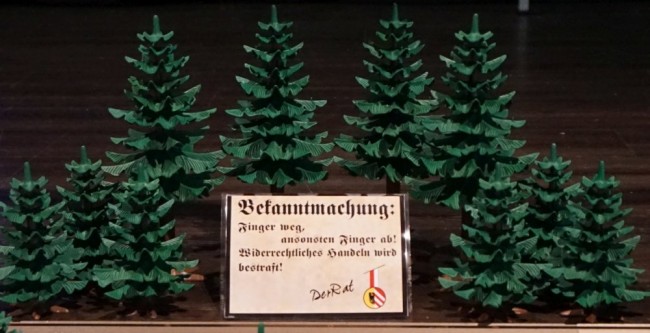 Bekanntmachung:
Finger weg,
ansonsten Finger ab!
Widerrechtliches Handeln wird
bestraft!
Der Rat